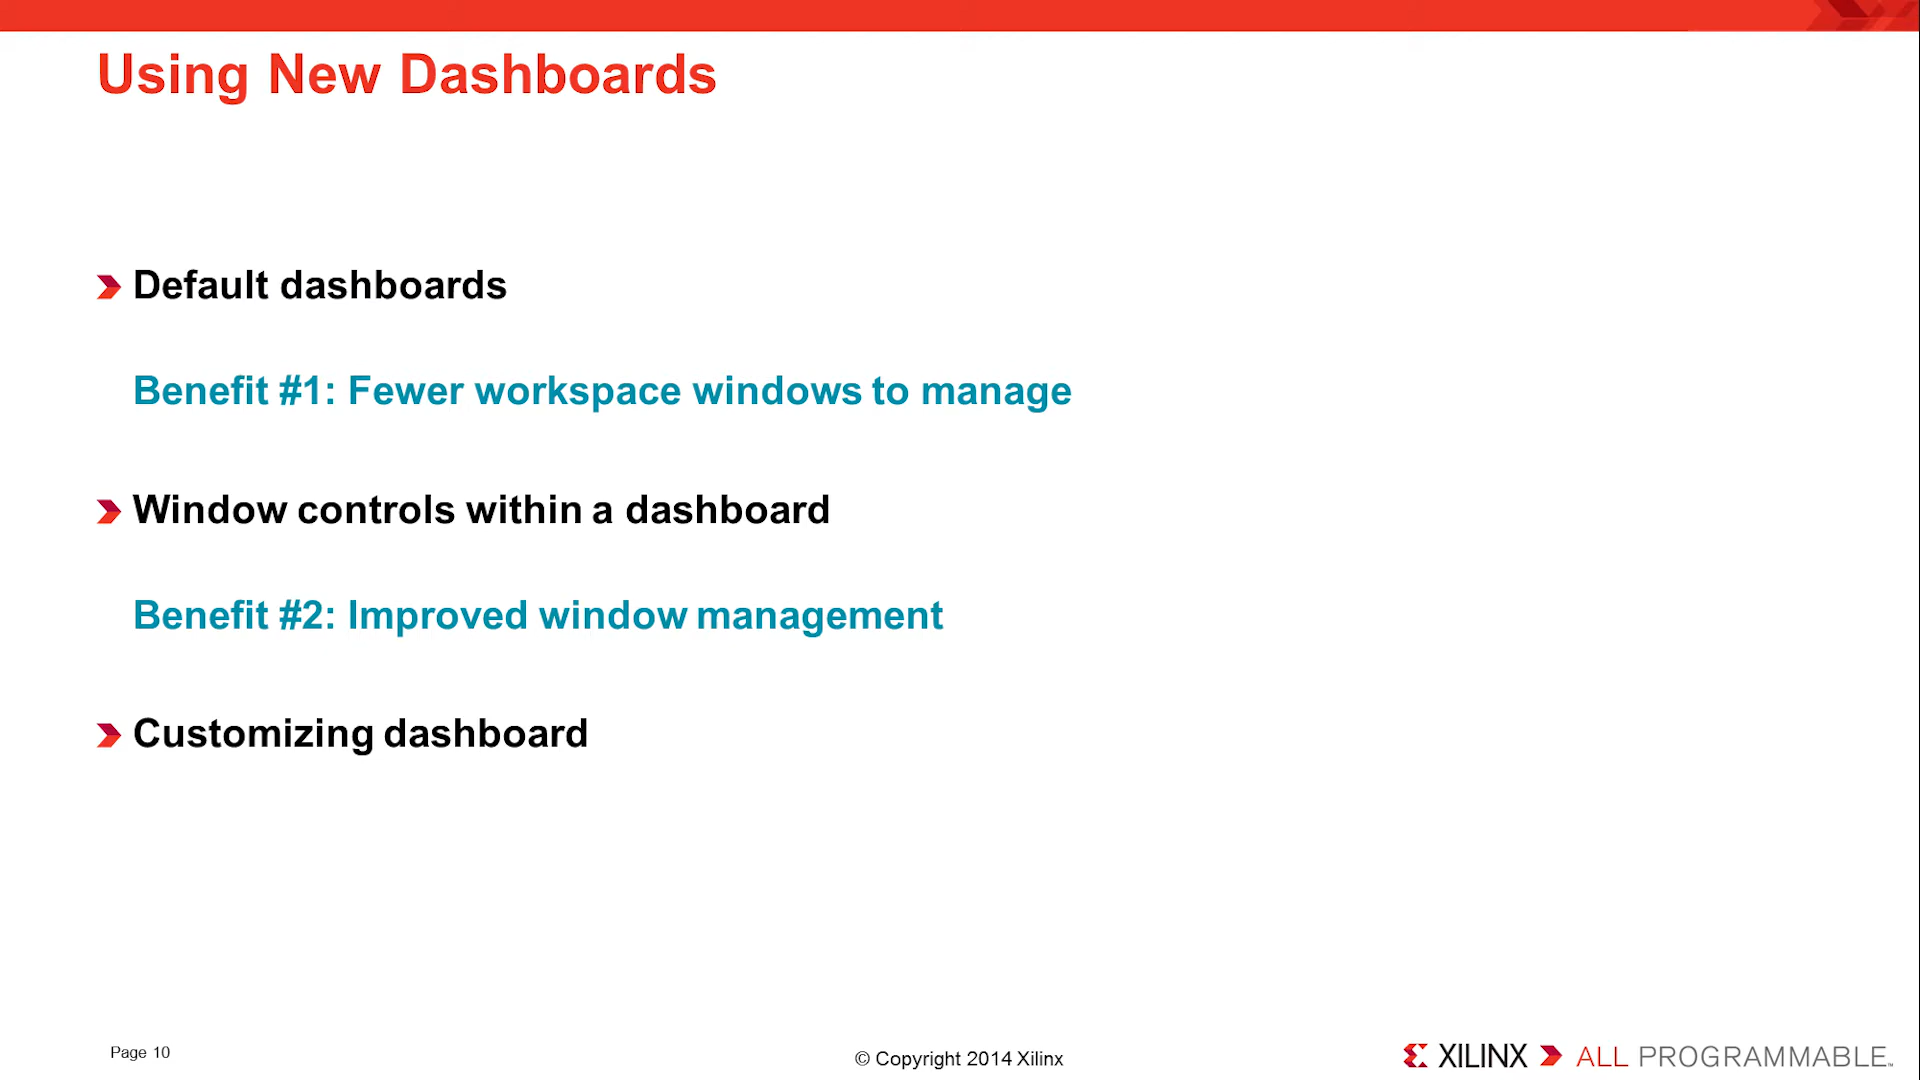 Using New Dashboards
Default dashboards
Benefit #1: Fewer workspace windows to manage
Window controls within a dashboard
Benefit #2: Improved window management
Customizing dashboard
Page 10
© Copyright 2014 Xilinx
XILINX ALL PROGRAMMABLE™